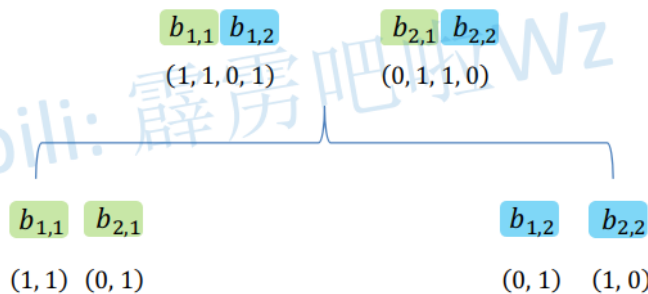 b₁,₁ b₁,₂ b₂,₁ b₂,₂
(1, 1, 0, 1) (0, 1, 1, 0)
bili: 霹雳吧啦Wz
b₁,₁ b₂,₁ b₁,₂ b₂,₂
(1, 1) (0, 1) (0, 1) (1, 0)